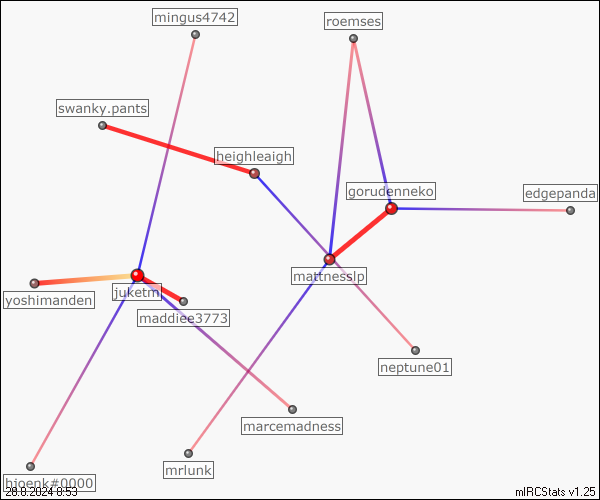 mingus4742
roemses
swanky.pants
heighleaigh
gorudenneko
edgepanda
mattnesslp
yoshimanden
juketm
maddiee3773
neptune01
marcemadness
mrlunk
hioenk#0000
28.8.2024 8:53
mIRCStats v1.25